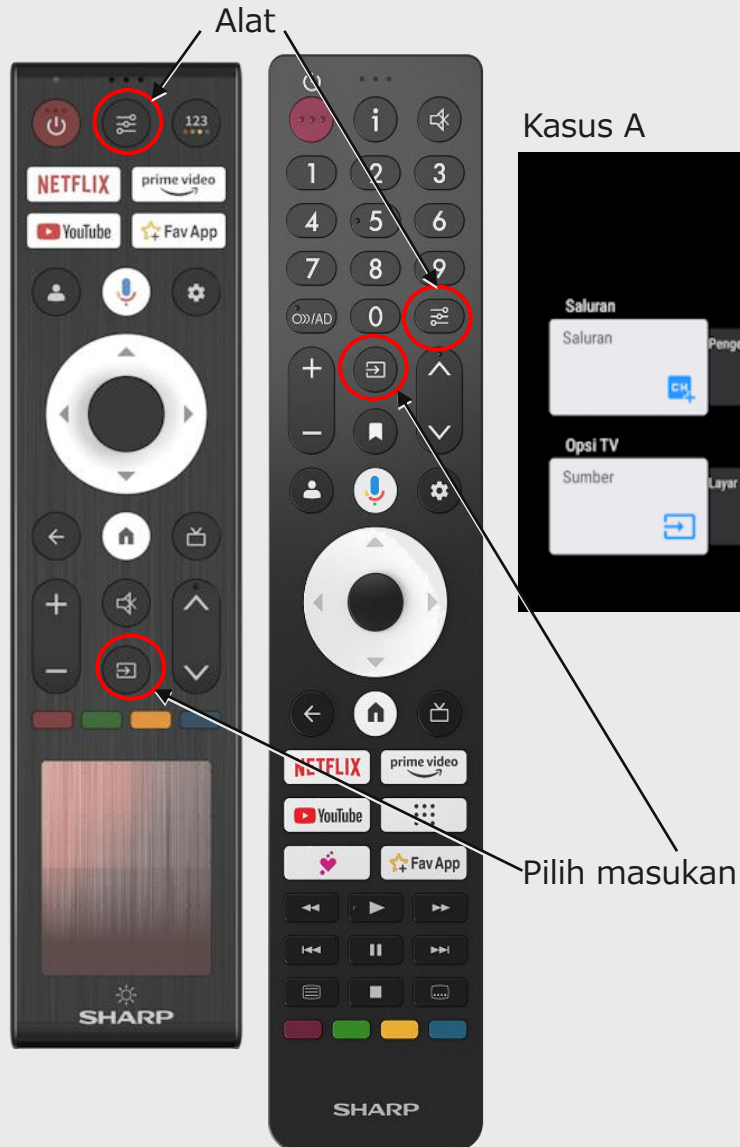 Alat
123
NETFLIX
prime video
YouTube
Fav App
SHARP
i
1 2 3
4 5 6
7 8 9
/AD 0
NETFLIX
prime video
YouTube
Fav App
SHARP
Pilih masukan
Kasus A
Saluran
Saluran
CH+
Opsi TV
Sumber
Layar